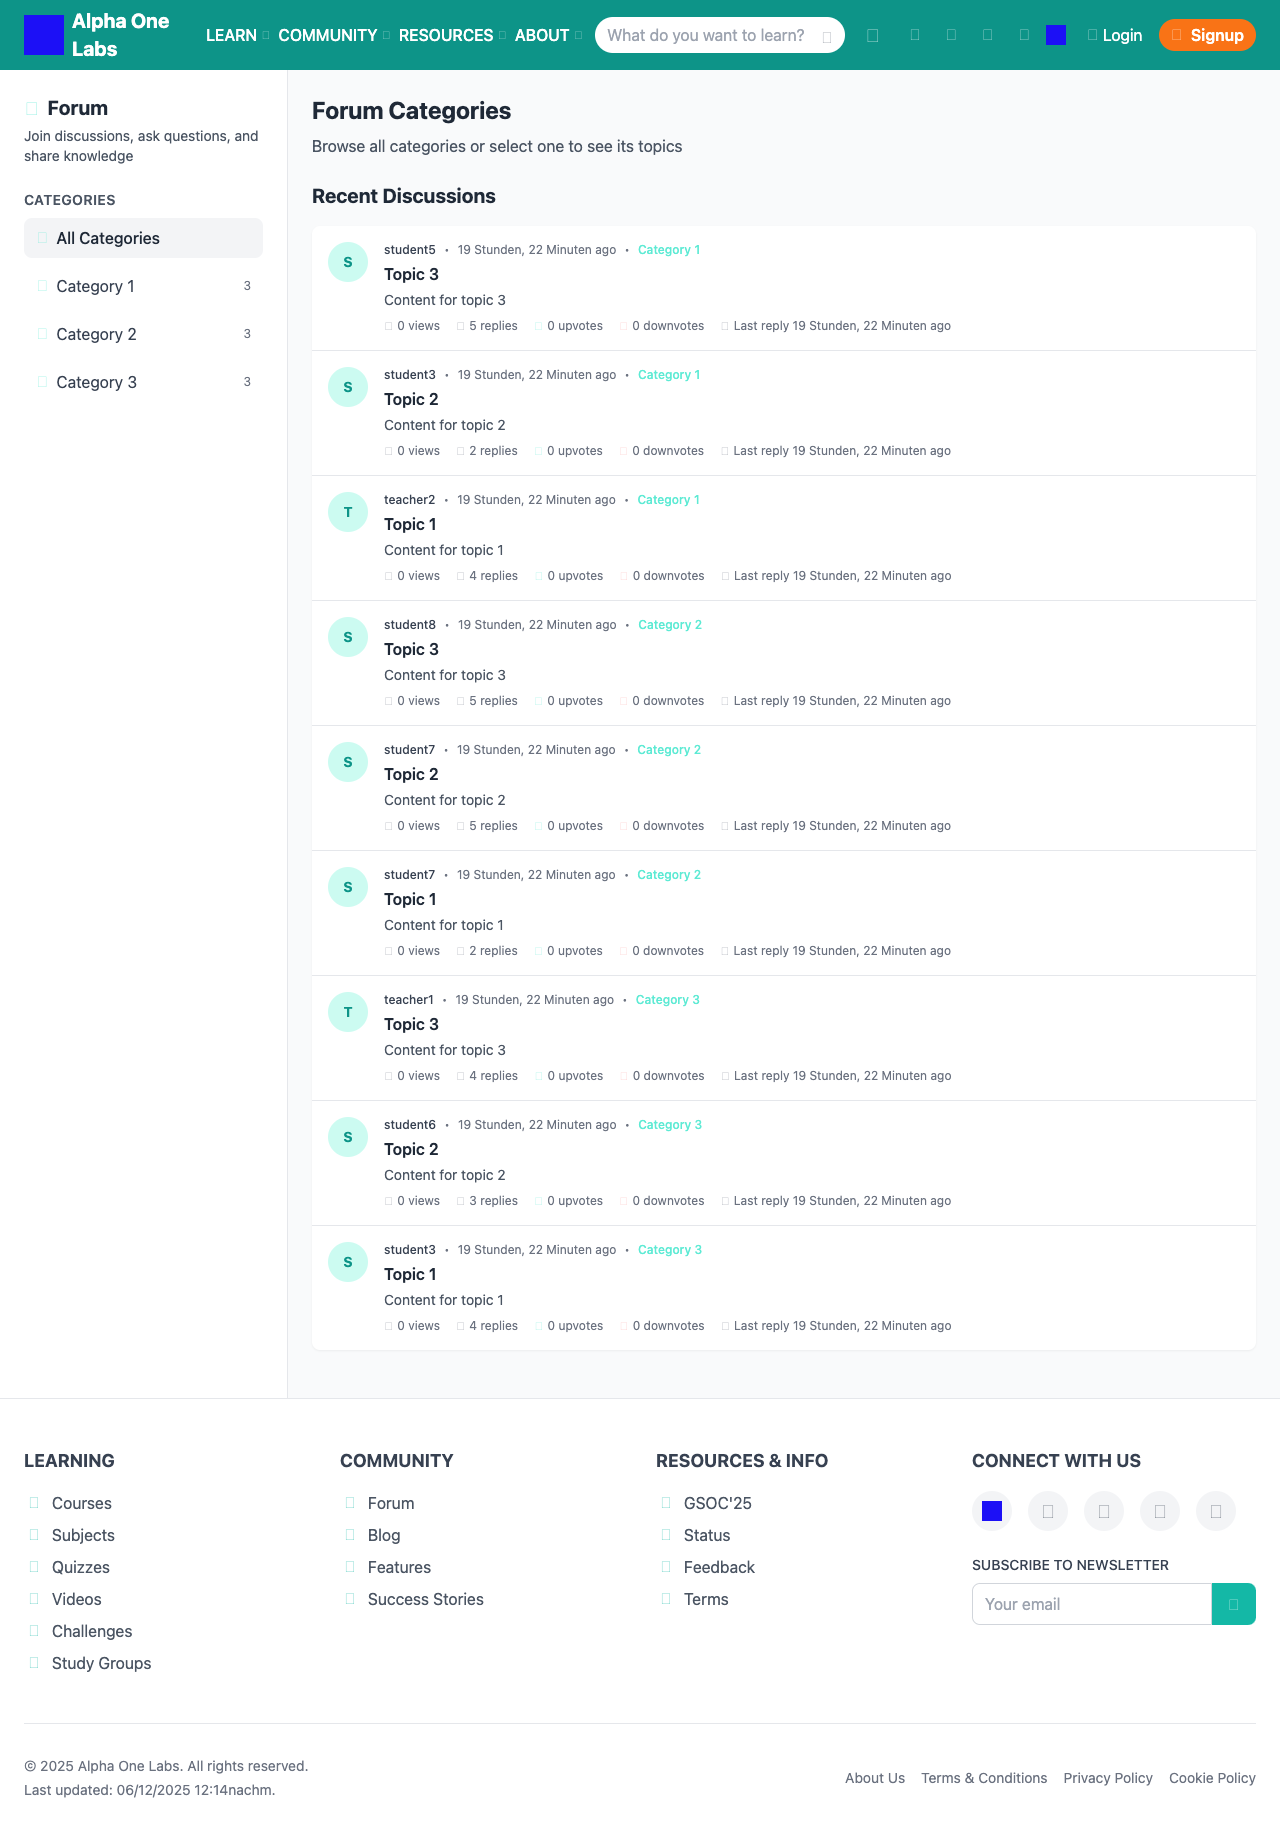 Alpha One Labs
LEARN COMMUNITY RESOURCES ABOUT What do you want to learn? Login Signup
Forum
Join discussions, ask questions, and
share knowledge
CATEGORIES
All Categories
Category 1 3
Category 2 3
Category 3 3
Forum Categories
Browse all categories or select one to see its topics
Recent Discussions
S
student5 • 19 Stunden, 22 Minuten ago • Category 1
Topic 3
Content for topic 3
0 views 5 replies 0 upvotes 0 downvotes Last reply 19 Stunden, 22 Minuten ago
S
student3 • 19 Stunden, 22 Minuten ago • Category 1
Topic 2
Content for topic 2
0 views 2 replies 0 upvotes 0 downvotes Last reply 19 Stunden, 22 Minuten ago
T
teacher2 • 19 Stunden, 22 Minuten ago • Category 1
Topic 1
Content for topic 1
0 views 4 replies 0 upvotes 0 downvotes Last reply 19 Stunden, 22 Minuten ago
S
student8 • 19 Stunden, 22 Minuten ago • Category 2
Topic 3
Content for topic 3
0 views 5 replies 0 upvotes 0 downvotes Last reply 19 Stunden, 22 Minuten ago
S
student7 • 19 Stunden, 22 Minuten ago • Category 2
Topic 2
Content for topic 2
0 views 5 replies 0 upvotes 0 downvotes Last reply 19 Stunden, 22 Minuten ago
S
student7 • 19 Stunden, 22 Minuten ago • Category 2
Topic 1
Content for topic 1
0 views 2 replies 0 upvotes 0 downvotes Last reply 19 Stunden, 22 Minuten ago
T
teacher1 • 19 Stunden, 22 Minuten ago • Category 3
Topic 3
Content for topic 3
0 views 4 replies 0 upvotes 0 downvotes Last reply 19 Stunden, 22 Minuten ago
S
student6 • 19 Stunden, 22 Minuten ago • Category 3
Topic 2
Content for topic 2
0 views 3 replies 0 upvotes 0 downvotes Last reply 19 Stunden, 22 Minuten ago
S
student3 • 19 Stunden, 22 Minuten ago • Category 3
Topic 1
Content for topic 1
0 views 4 replies 0 upvotes 0 downvotes Last reply 19 Stunden, 22 Minuten ago
LEARNING
Courses
Subjects
Quizzes
Videos
Challenges
Study Groups
COMMUNITY
Forum
Blog
Features
Success Stories
RESOURCES & INFO
GSOC'25
Status
Feedback
Terms
CONNECT WITH US
SUBSCRIBE TO NEWSLETTER
Your email
© 2025 Alpha One Labs. All rights reserved.
Last updated: 06/12/2025 12:14nachm.
About Us Terms & Conditions Privacy Policy Cookie Policy